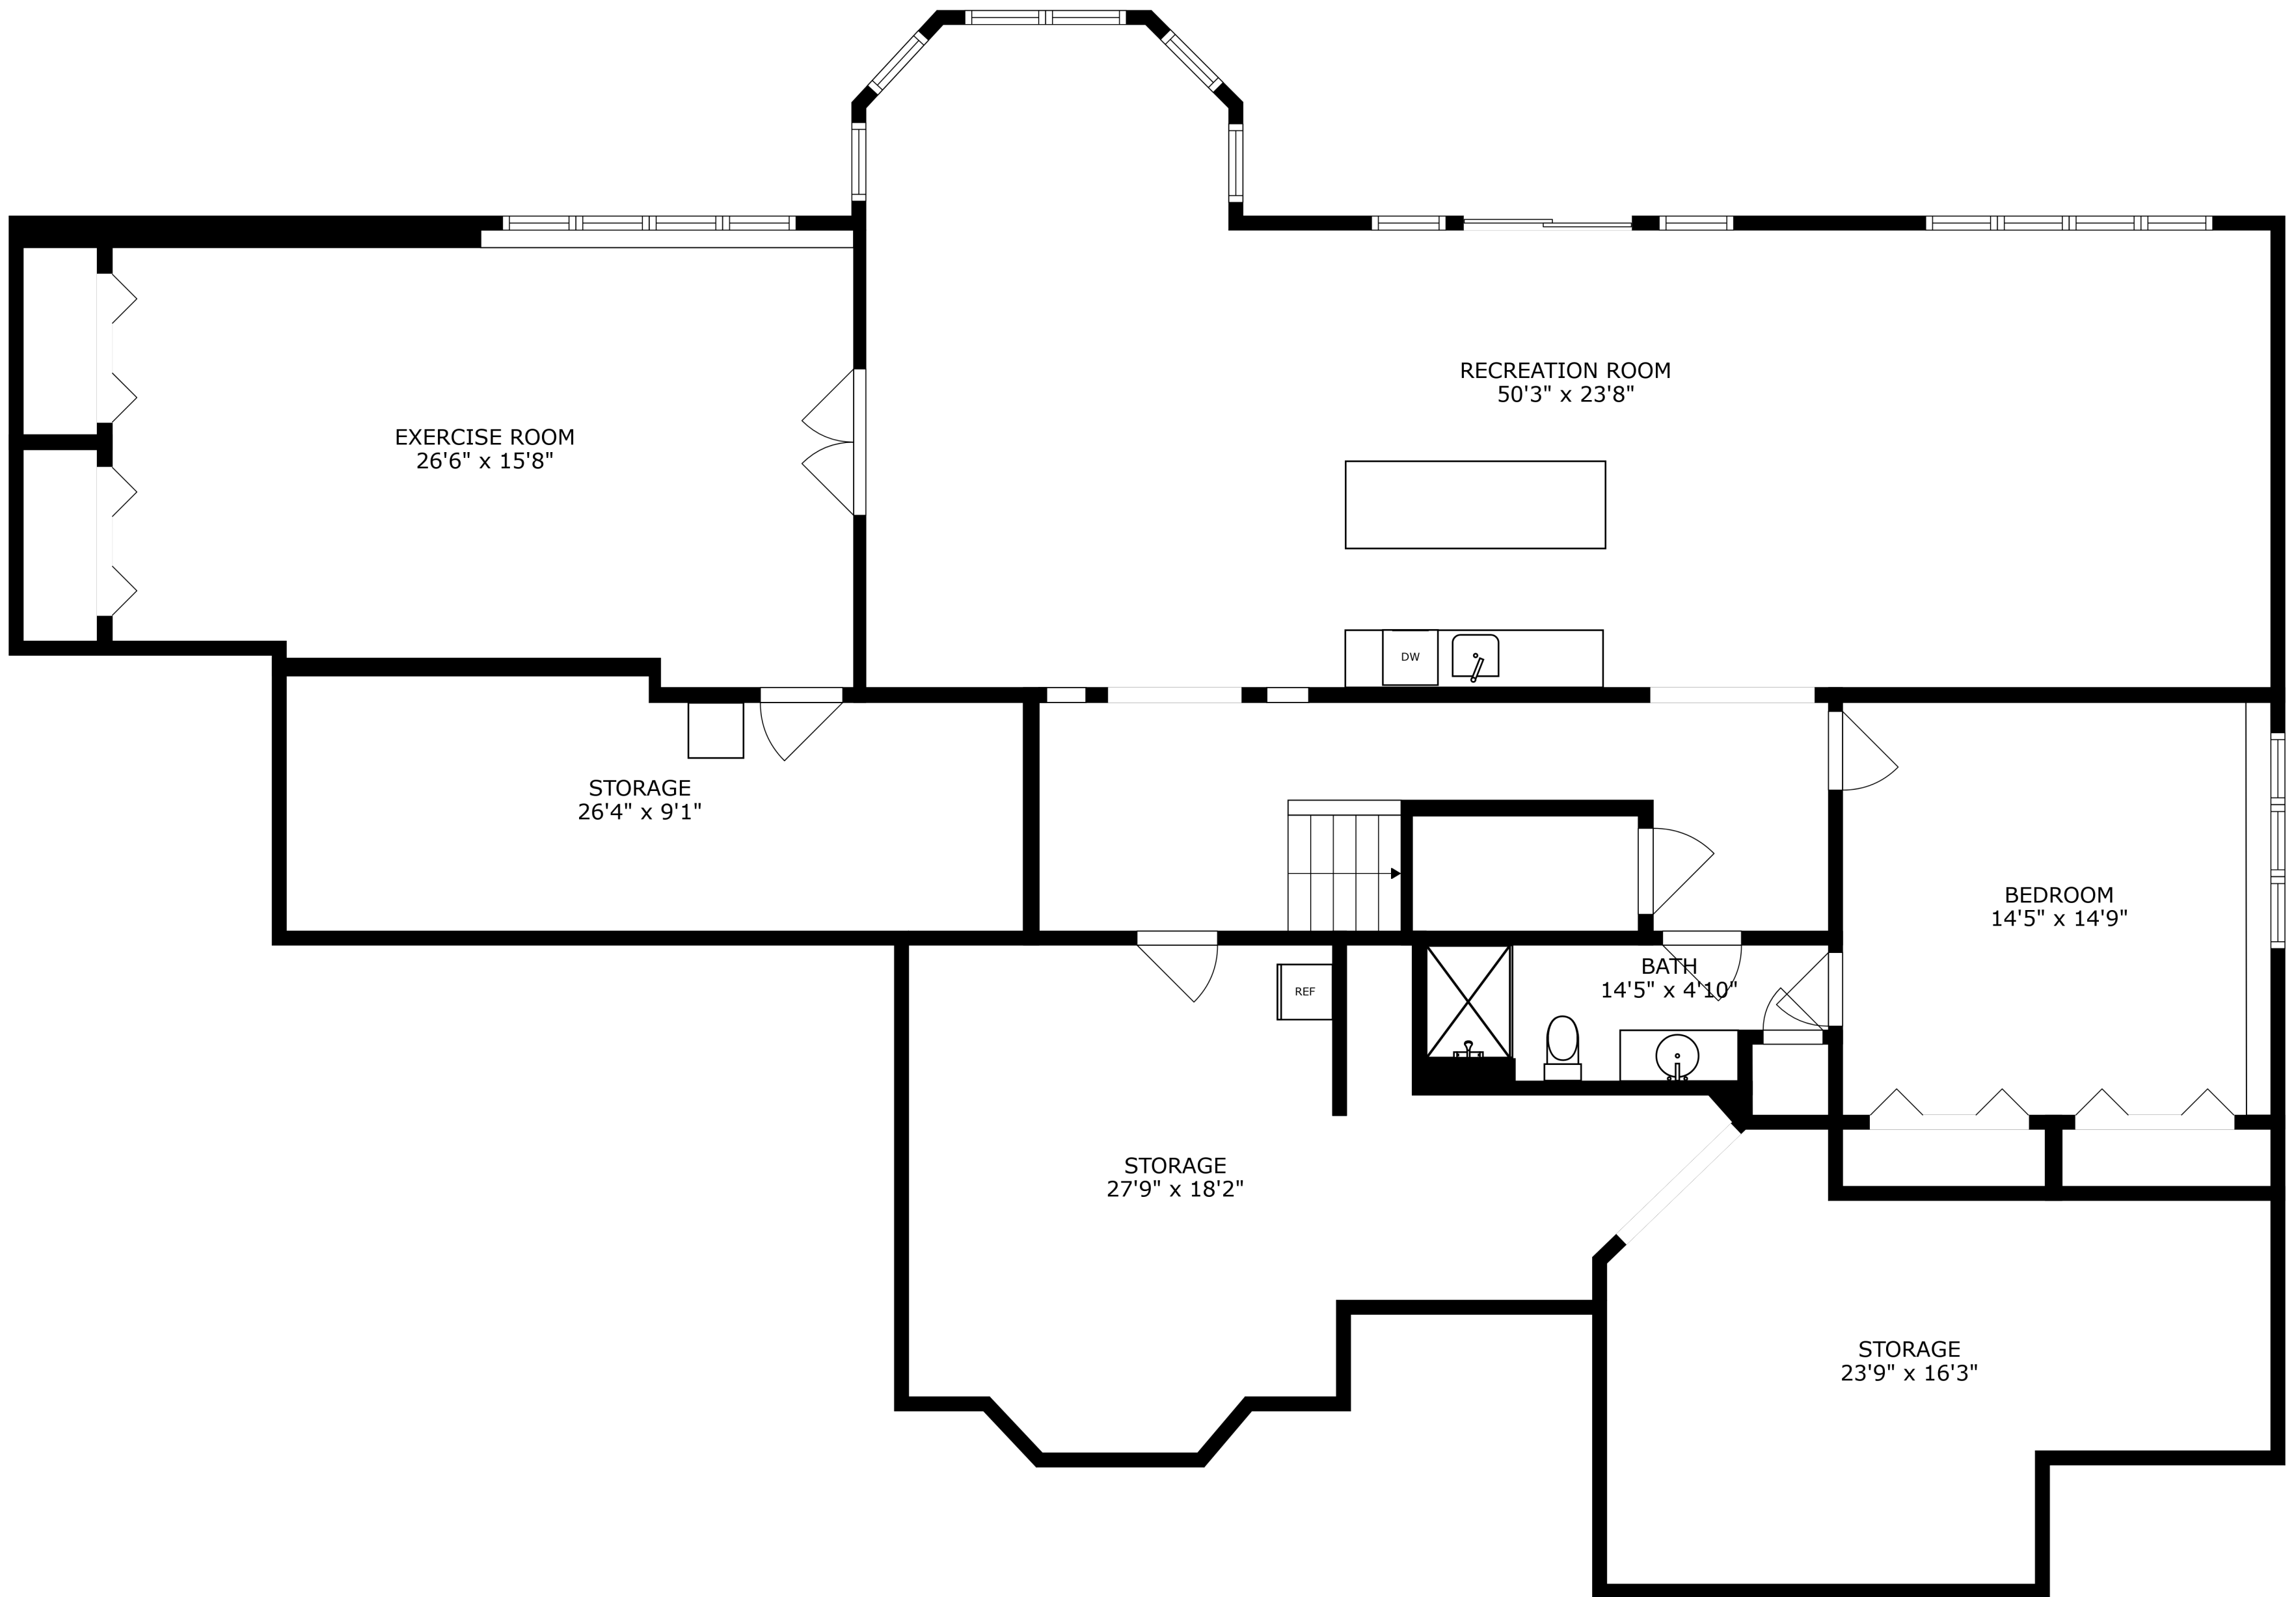 RECREATION ROOM
50'3" x 23'8"
EXERCISE ROOM
26'6" x 15'8"
DW
STORAGE
26'4" x 9'1"
BEDROOM
14'5" x 14'9"
BATH
14'5" x 4'10"
REF
STORAGE
27'9" x 18'2"
STORAGE
23'9" x 16'3"